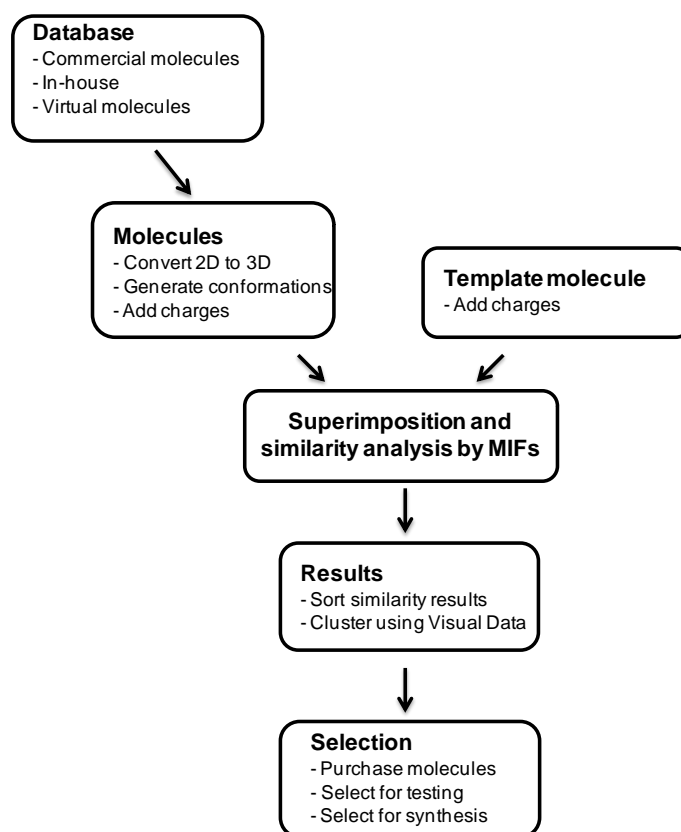 Database
- Commercial molecules
- In-house
- Virtual molecules
Molecules
- Convert 2D to 3D
- Generate conformations
- Add charges
Template molecule
- Add charges
Superimposition and
similarity analysis by MIFs
Results
- Sort similarity results
- Cluster using Visual Data
Selection
- Purchase molecules
- Select for testing
- Select for synthesis